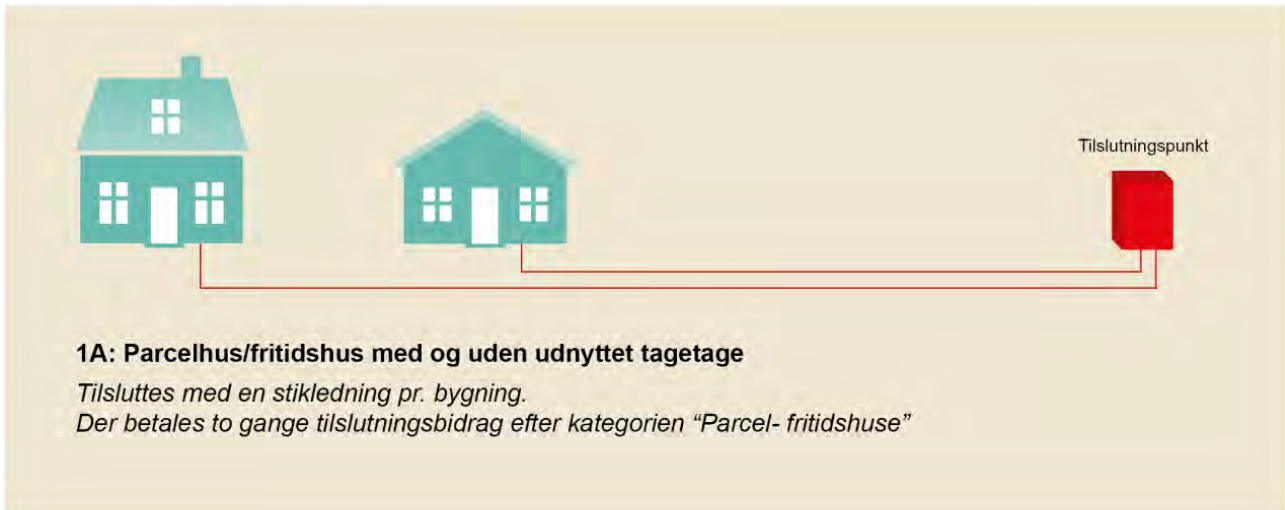 Tilslutningspunkt
1A: Parcelhus/fritidshus med og uden udnyttet tagetage
Tilsluttes med en stikledning pr. bygning.
Der betales to gange tilslutningsbidrag efter kategorien “Parcel- fritidshuse”